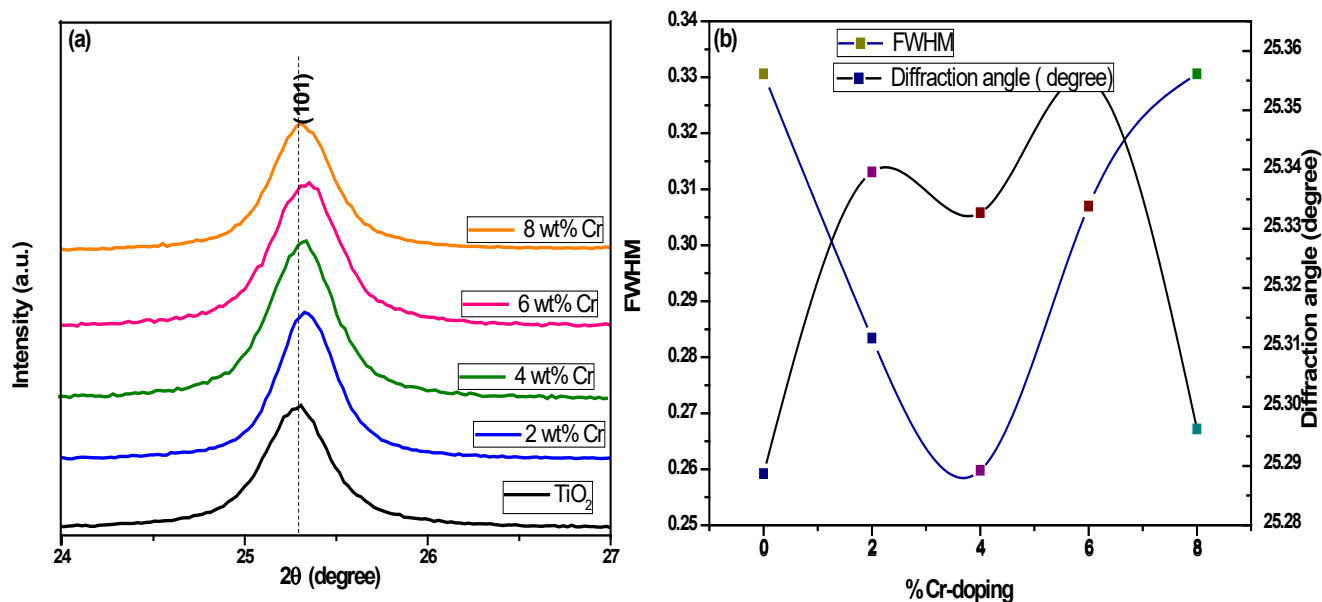 (a)
(101)
8 wt% Cr
6 wt% Cr
4 wt% Cr
2 wt% Cr
TiO₂
Intensity (a.u.)
24
25
26
27
2θ (degree)
(b)
FWHM
Diffraction angle ( degree)
0.34
0.33
0.32
0.31
0.30
0.29
0.28
0.27
0.26
0.25
FWHM
25.36
25.35
25.34
25.33
25.32
25.31
25.30
25.29
25.28
Diffraction angle (degree)
0
2
4
6
8
% Cr-doping